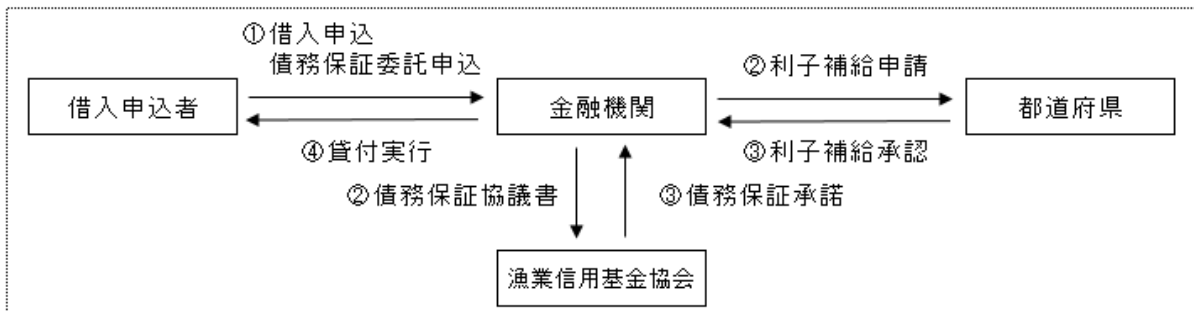 ①借入申込
債務保証委託申込
②利子補給申請
借入申込者
金融機関
都道府県
④貸付実行
③利子補給承認
②債務保証協議書
③債務保証承諾
漁業信用基金協会